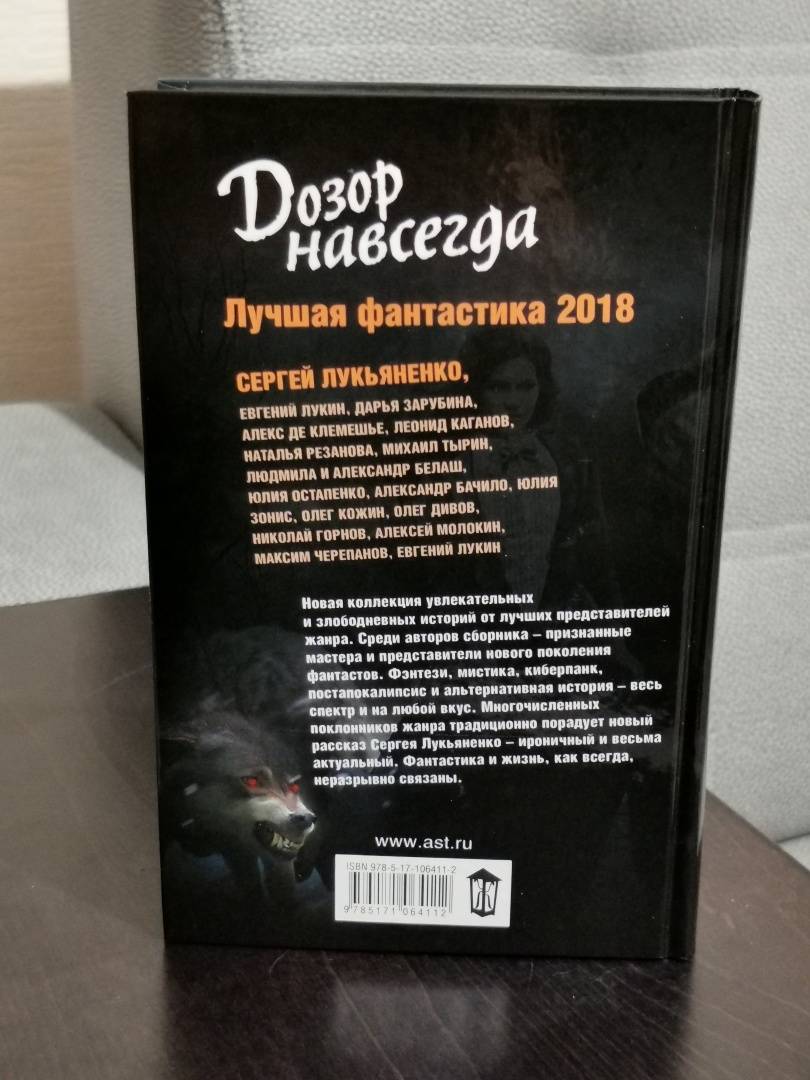 Дозор
навсегда
Лучшая фантастика 2018
СЕРГЕЙ ЛУКЬЯНЕНКО,
ЕВГЕНИЙ ЛУКИН, ДАРЬЯ ЗАРУБИНА,
АЛЕКС ДЕ КЛЕМЕШЬЕ, ЛЕОНИД КАГАНОВ,
НАТАЛЬЯ РЕЗАНОВА, МИХАИЛ ТЫРИН,
ЛЮДМИЛА И АЛЕКСАНДР БЕЛАШ,
ЮЛИЯ ОСТАПЕНКО, АЛЕКСАНДР БАЧИЛО, ЮЛИЯ
ЗОНИС, ОЛЕГ КОЖИН, ОЛЕГ ДИВОВ,
НИКОЛАЙ ГОРНОВ, АЛЕКСЕЙ МОЛОКИН,
МАКСИМ ЧЕРЕПАНОВ, ЕВГЕНИЙ ЛУКИН
Новая коллекция увлекательных
и злободневных историй от лучших представителей
жанра. Среди авторов сборника – признанные
мастера и представители нового поколения
фантастов. Фэнтези, мистика, киберпанк,
постапокалипсис и альтернативная история – весь
спектр и на любой вкус. Многочисленных
поклонников жанра традиционно порадует новый
рассказ Сергея Лукьяненко – ироничный и весьма
актуальный. Фантастика и жизнь, как всегда,
неразрывно связаны.
www.ast.ru
ISBN 978-5-17-106411-2
9 785171 064112